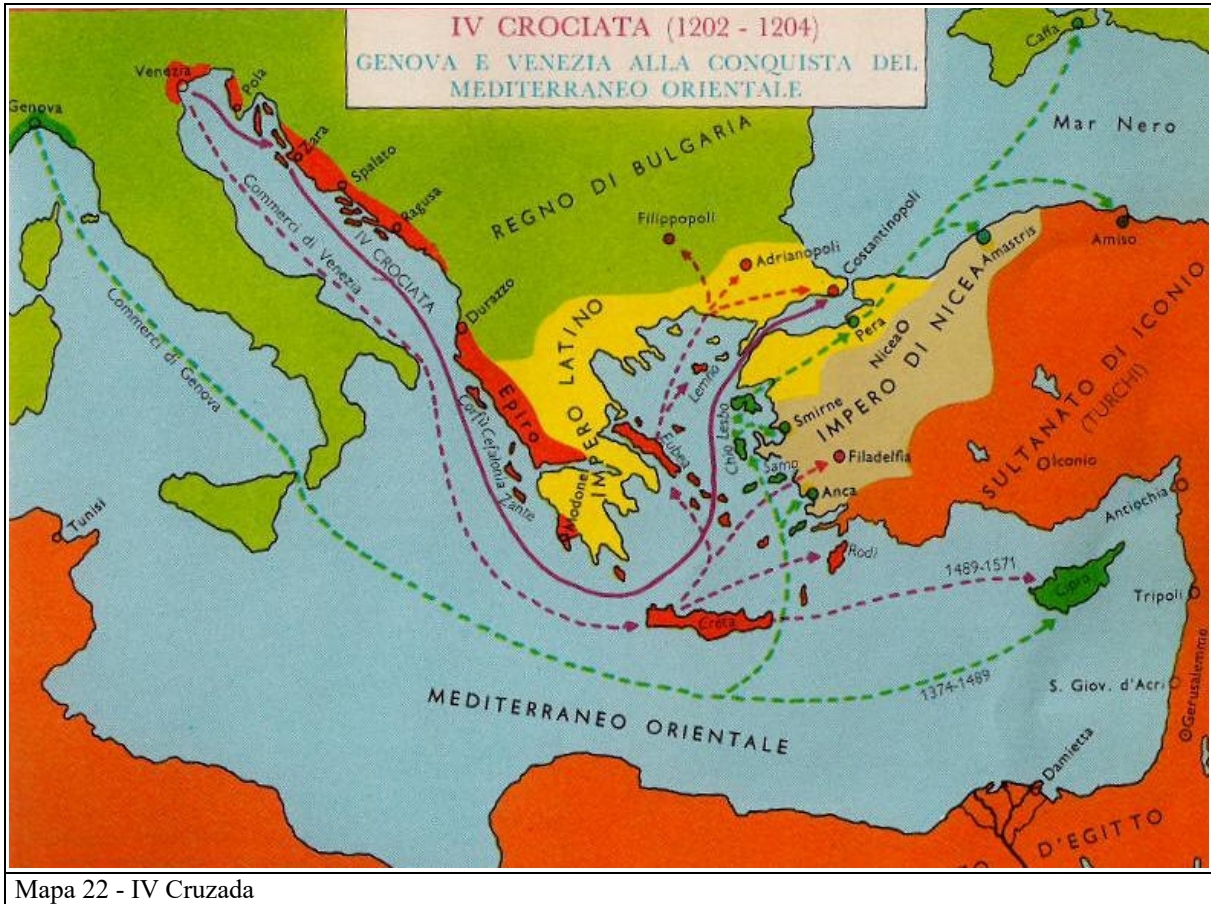 IV CROCIATA (1202 - 1204)
GENOVA E VENEZIA ALLA CONQUISTA DEL
MEDITERRANEO ORIENTALE
Caffa
Mar Nero
Venezia
Pola
Genova
Zara
Spalato
Ragusa
REGNO DI BULGARIA
Commerci di Venezia
IV CROCIATA
Commerci di Genova
Filippopoli
Adrianopoli
Costantinopoli
Amastris
Amiso
Durazzo
Pera
Nicea
IMPERO LATINO
IMPERO DI NICEA
SULTANATO DI ICONIO
(TURCHI)
Epiro
Lemno
Corfù
Cefalonia
Zante
Eubea
Lesbo
Chio
Smirne
Samo
Filadelfia
Iconio
Modone
Anca
Antiochia
Tunisi
Rodi
1489-1571
Cipro
Tripoli
Creta
1374-1489
S. Giov. d'Acri
Gerusalemme
MEDITERRANEO ORIENTALE
Damietta
TO
D'EGITTO
Mapa 22 - IV Cruzada